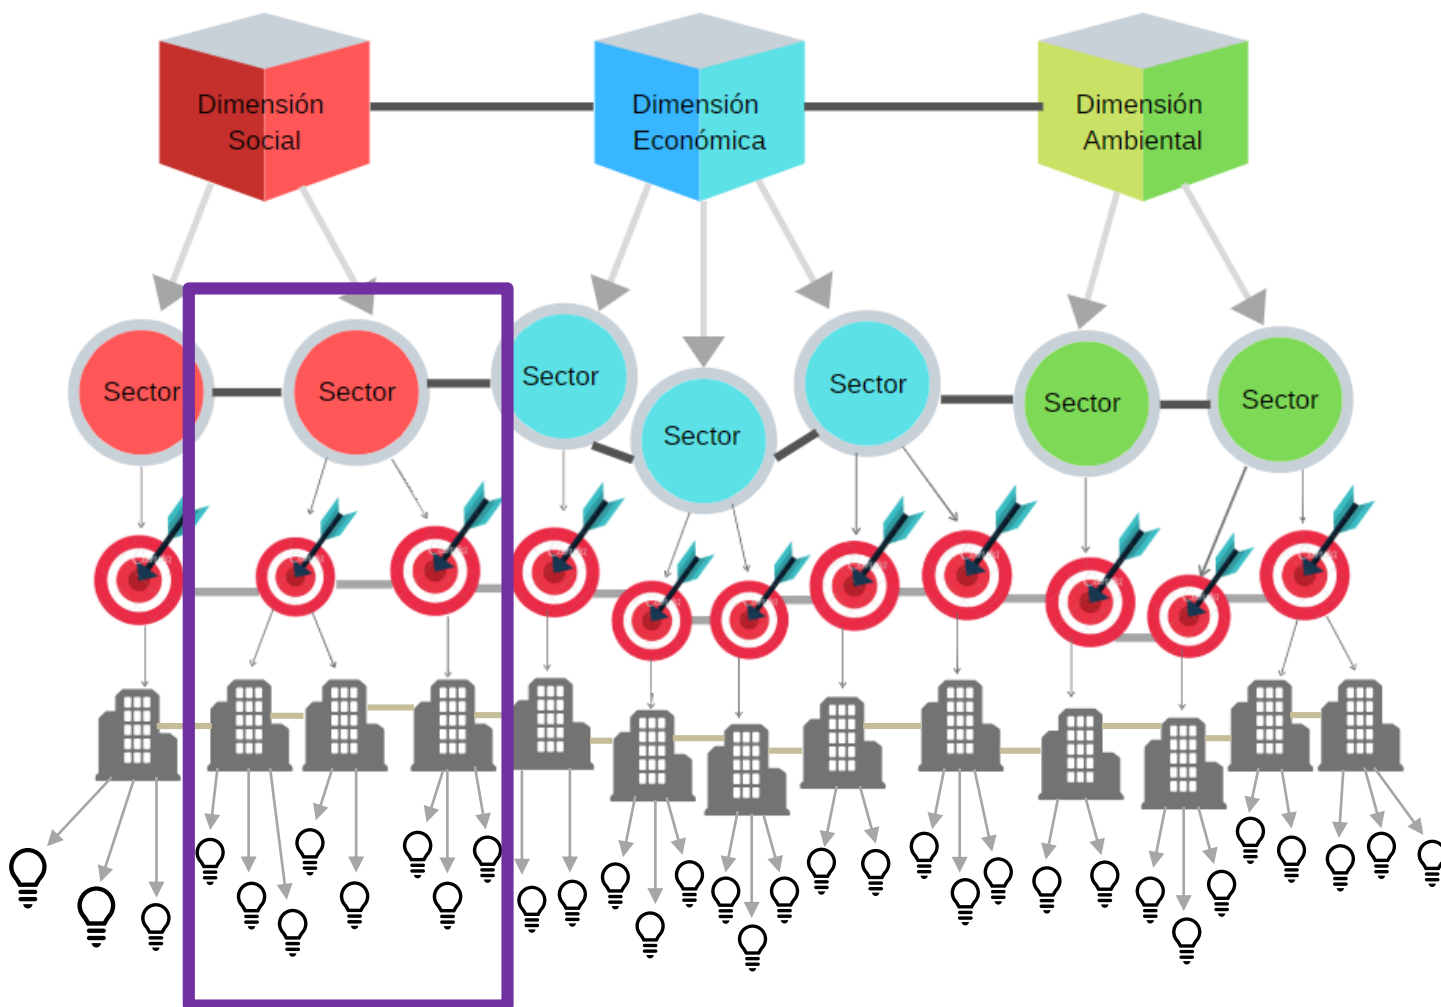 Dimensión
Social
Dimensión
Económica
Dimensión
Ambiental
Sector
Sector
Sector
Sector
Sector
Sector
Sector